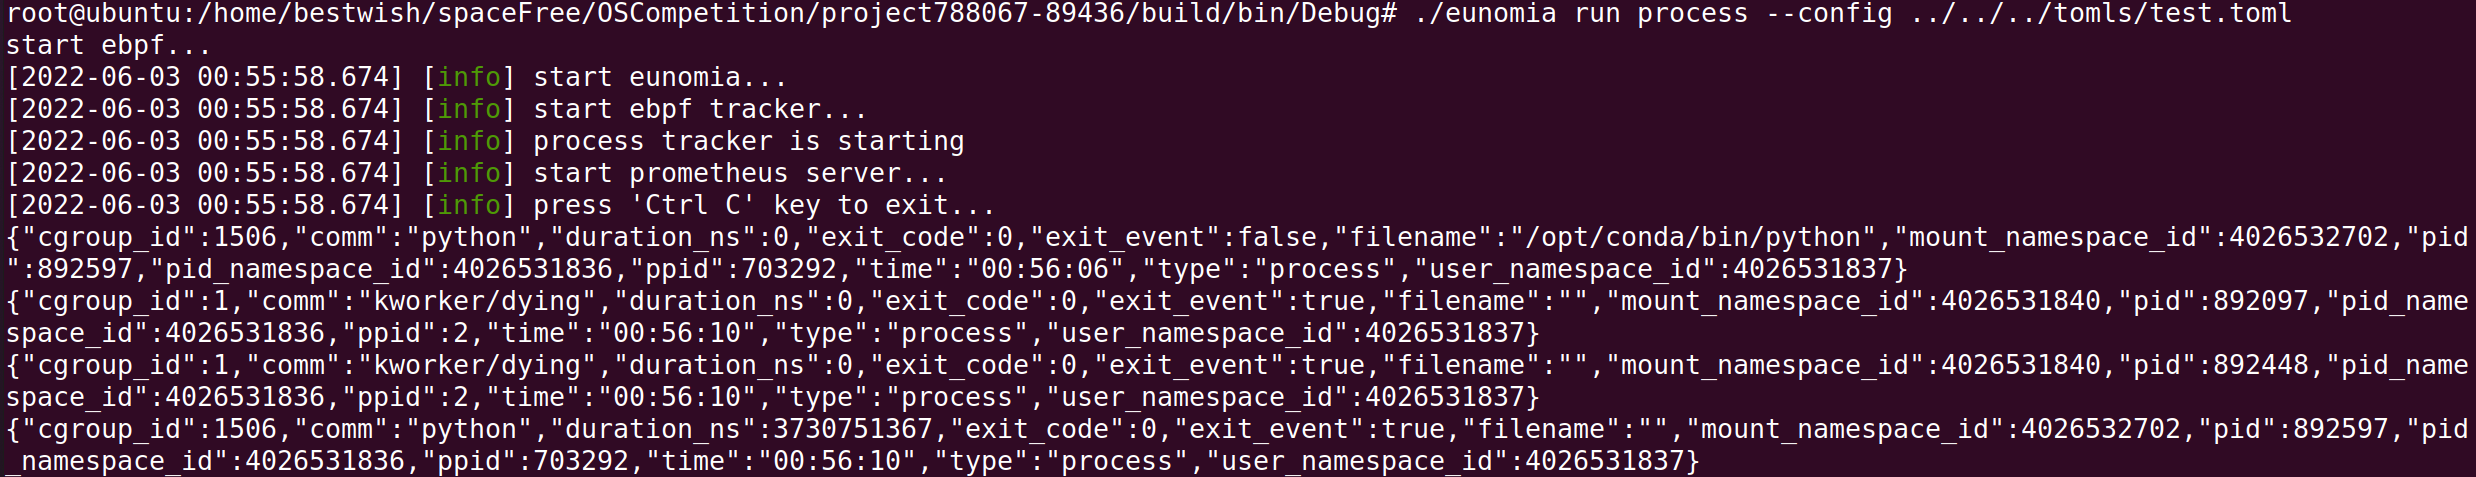 root@ubuntu:/home/bestwish/spaceFree/OSCompetition/project788067-89436/build/bin/Debug# ./eunomia run process --config ../../../tomls/test.toml
start ebpf...
[2022-06-03 00:55:58.674] [info] start eunomia...
[2022-06-03 00:55:58.674] [info] start ebpf tracker...
[2022-06-03 00:55:58.674] [info] process tracker is starting
[2022-06-03 00:55:58.674] [info] start prometheus server...
[2022-06-03 00:55:58.674] [info] press 'Ctrl C' key to exit...
{"cgroup_id":1506,"comm":"python","duration_ns":0,"exit_code":0,"exit_event":false,"filename":"/opt/conda/bin/python","mount_namespace_id":4026532702,"pid
":892597,"pid_namespace_id":4026531836,"ppid":703292,"time":"00:56:06","type":"process","user_namespace_id":4026531837}
{"cgroup_id":1,"comm":"kworker/dying","duration_ns":0,"exit_code":0,"exit_event":true,"filename":"","mount_namespace_id":4026531840,"pid":892097,"pid_name
space_id":4026531836,"ppid":2,"time":"00:56:10","type":"process","user_namespace_id":4026531837}
{"cgroup_id":1,"comm":"kworker/dying","duration_ns":0,"exit_code":0,"exit_event":true,"filename":"","mount_namespace_id":4026531840,"pid":892448,"pid_name
space_id":4026531836,"ppid":2,"time":"00:56:10","type":"process","user_namespace_id":4026531837}
{"cgroup_id":1506,"comm":"python","duration_ns":3730751367,"exit_code":0,"exit_event":true,"filename":"","mount_namespace_id":4026532702,"pid":892597,"pid
_namespace_id":4026531836,"ppid":703292,"time":"00:56:10","type":"process","user_namespace_id":4026531837}